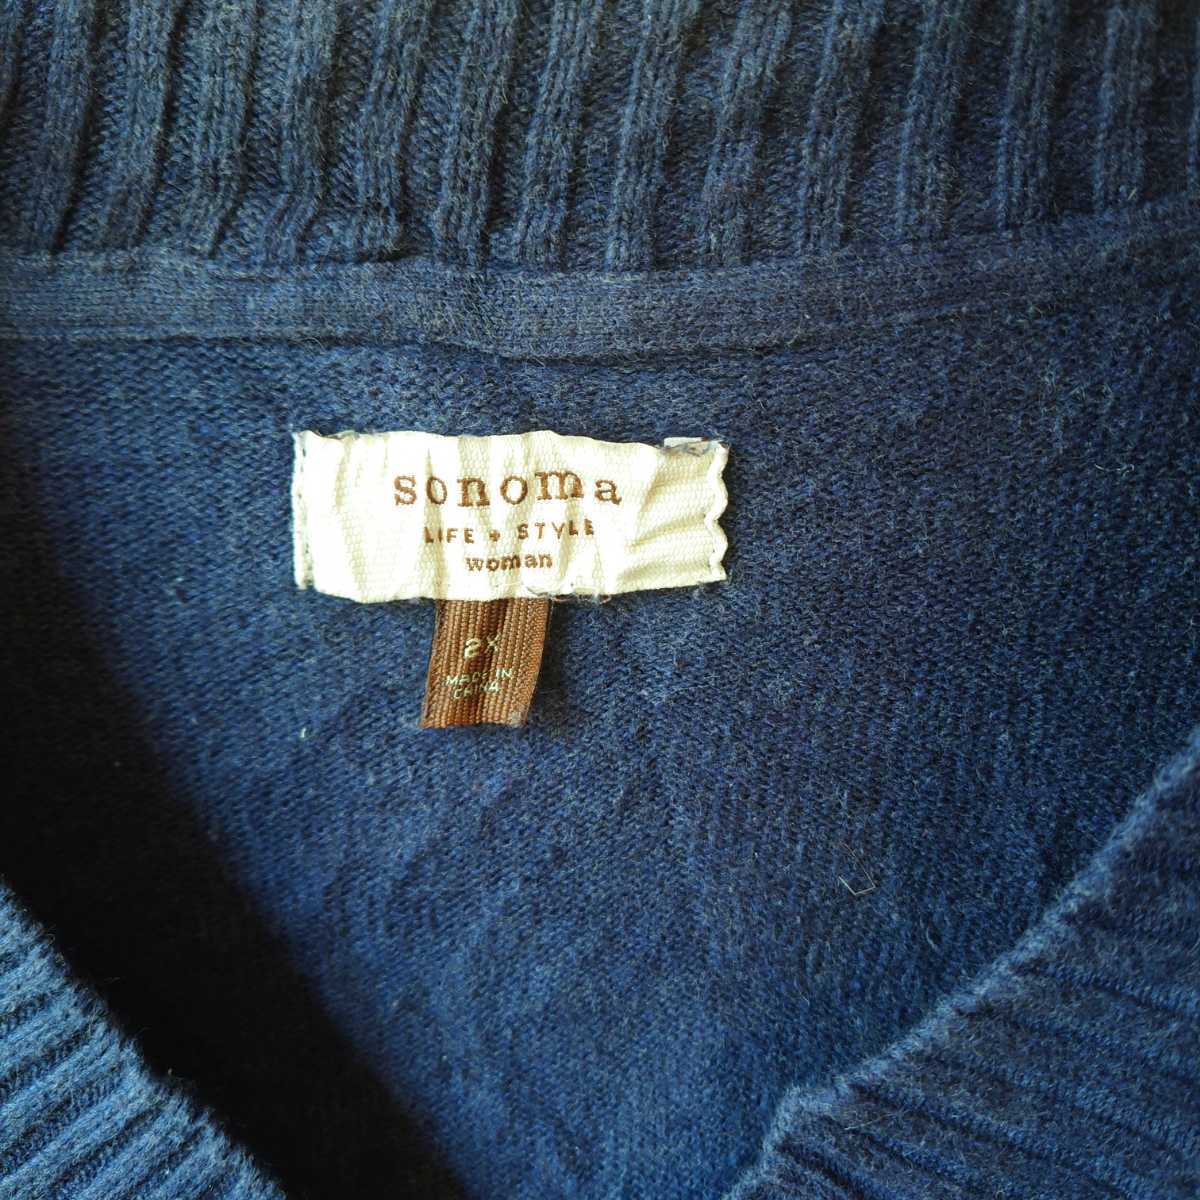 sonoma
LIFE + STYLE
woman
2X
MADE IN
CHINA